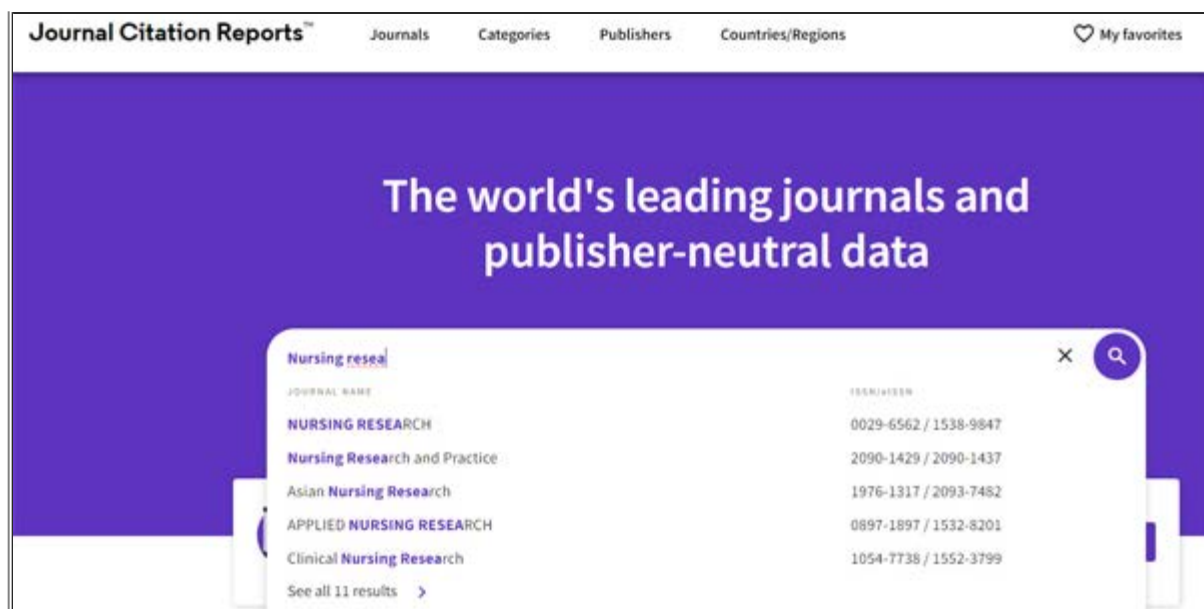 Journal Citation Reports™ Journals Categories Publishers Countries/Regions My favorites
The world's leading journals and
publisher-neutral data
Nursing resea
JOURNAL NAME ISSN/eISSN
NURSING RESEARCH 0029-6562 / 1538-9847
Nursing Research and Practice 2090-1429 / 2090-1437
Asian Nursing Research 1976-1317 / 2093-7482
APPLIED NURSING RESEARCH 0897-1897 / 1532-8201
Clinical Nursing Research 1054-7738 / 1552-3799
See all 11 results